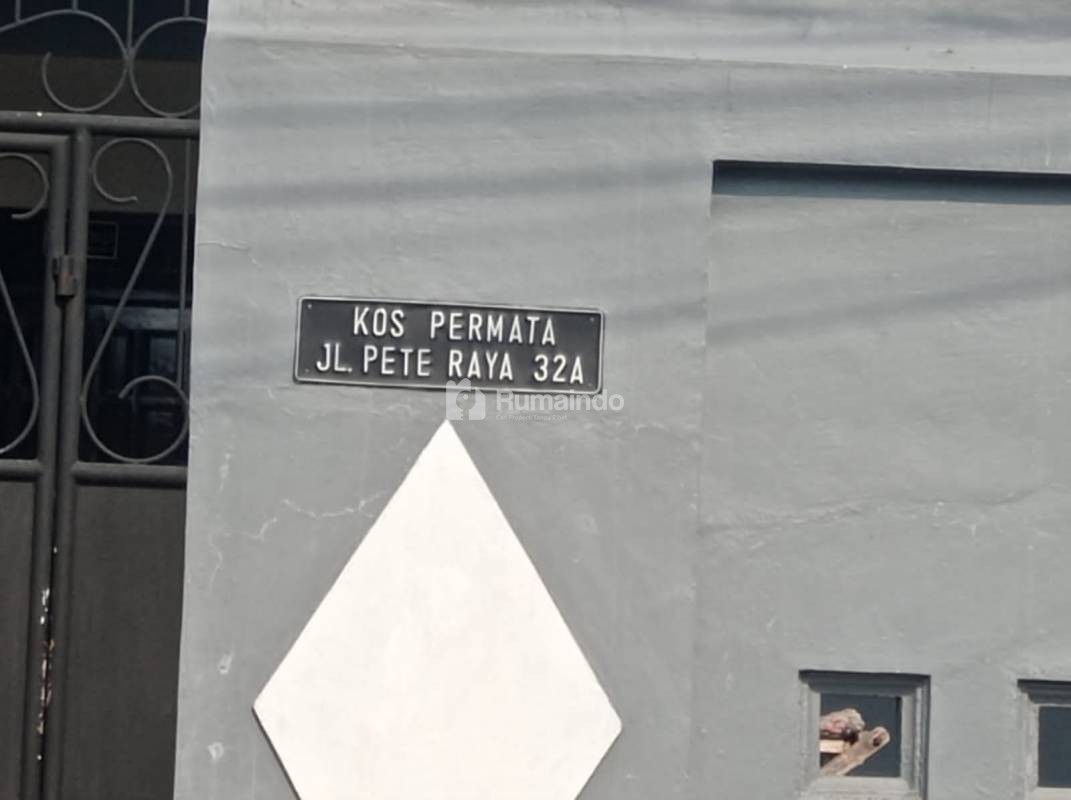 KOS PERMATA
JL. PETE RAYA 32A
Rumaindo